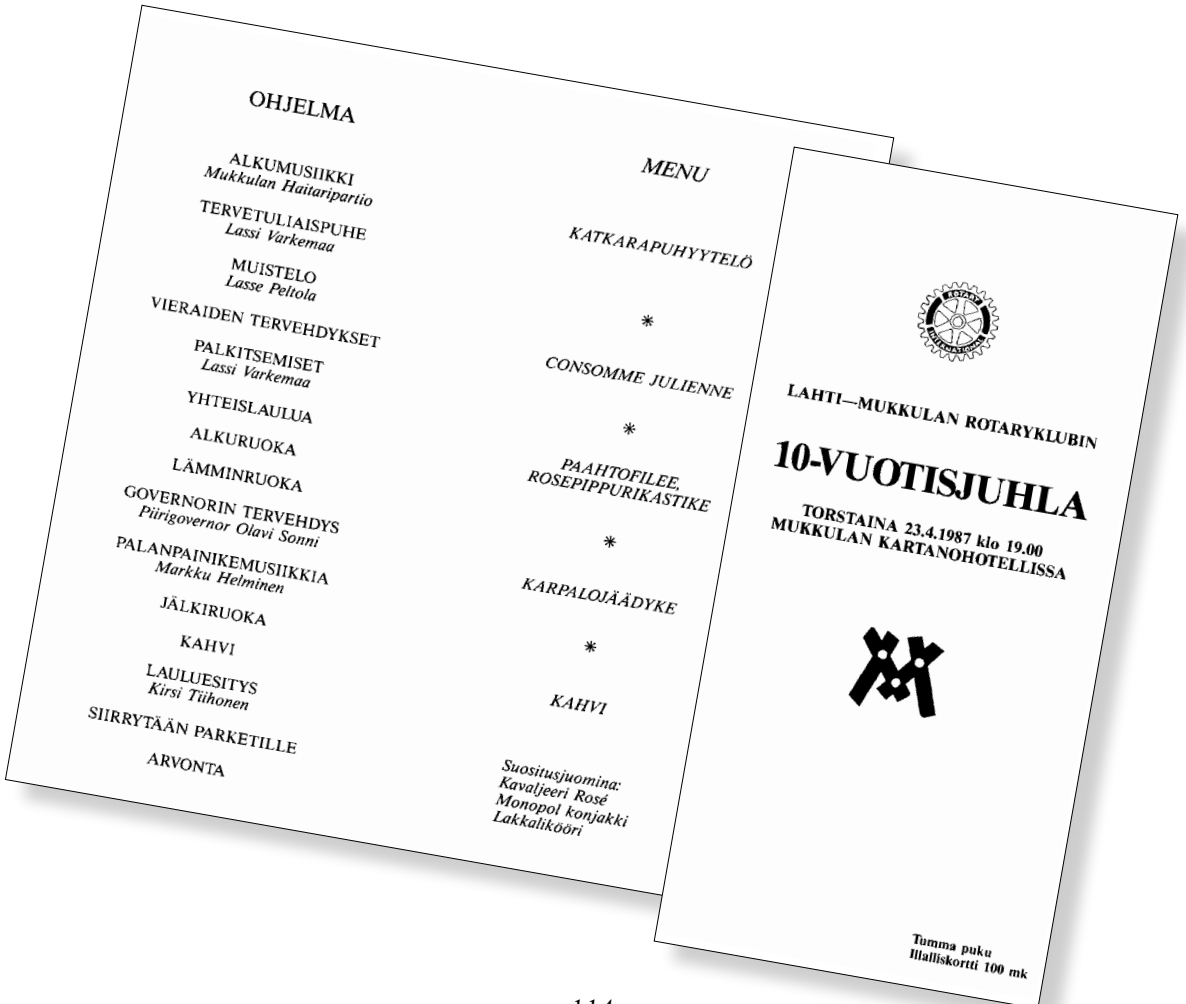 OHJELMA
ALKUMUSIIKKI
Mukkulan Haitaripartio
TERVETULIAISPUHE
Lassi Varkemaa
MUISTELO
Lasse Peltola
VIERAIDEN TERVEHDYKSET
PALKITSEMISET
Lassi Varkemaa
YHTEISLAULUA
ALKURUOKA
LÄMMINRUOKA
GOVERNORIN TERVEHDYS
Piirigovernor Olavi Sonni
PALANPAINIKEMUSIIKKIA
Markku Helminen
JÄLKIRUOKA
KAHVI
LAULUESITYS
Kirsi Tiihonen
SIIRRYTÄÄN PARKETILLE
ARVONTA
MENU
KATKARAPUHYYTELÖ
*
CONSOMME JULIENNE
*
PAAHTOFILEE,
ROSEPIPPURIKASTIKE
*
KARPALOJÄÄDYKE
*
KAHVI
Suositusjuomina:
Kavaljeeri Rosé
Monopol konjakki
Lakkalikööri
ROTARY
INTERNATIONAL
LAHTI—MUKKULAN ROTARYKLUBIN
10-VUOTISJUHLA
TORSTAINA 23.4.1987 klo 19.00
MUKKULAN KARTANOHOTELLISSA
Tumma puku
Illalliskortti 100 mk